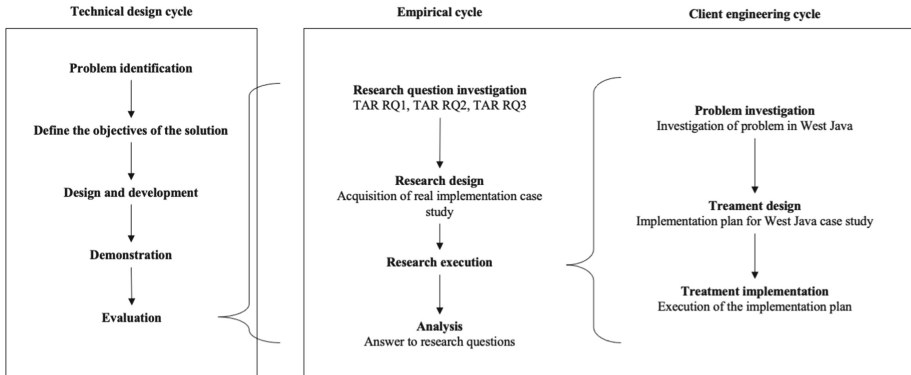 Technical design cycle
Problem identification
Define the objectives of the solution
Design and development
Demonstration
Evaluation
Empirical cycle
Research question investigation
TAR RQ1, TAR RQ2, TAR RQ3
Research design
Acquisition of real implementation case
study
Research execution
Analysis
Answer to research questions
Client engineering cycle
Problem investigation
Investigation of problem in West Java
Treament design
Implementation plan for West Java case study
Treatment implementation
Execution of the implementation plan